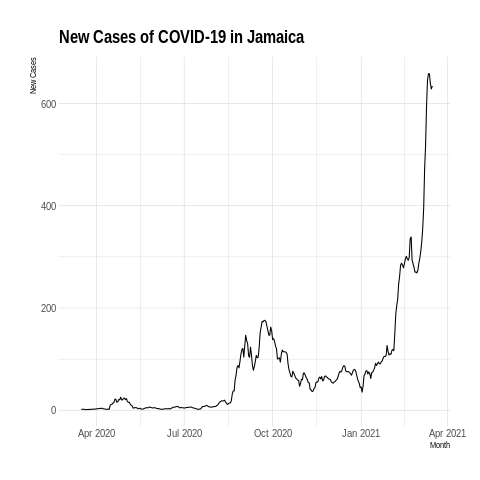 New Cases of COVID-19 in Jamaica
New Cases
600
400
200
0
Apr 2020 Jul 2020 Oct 2020 Jan 2021 Apr 2021
Month